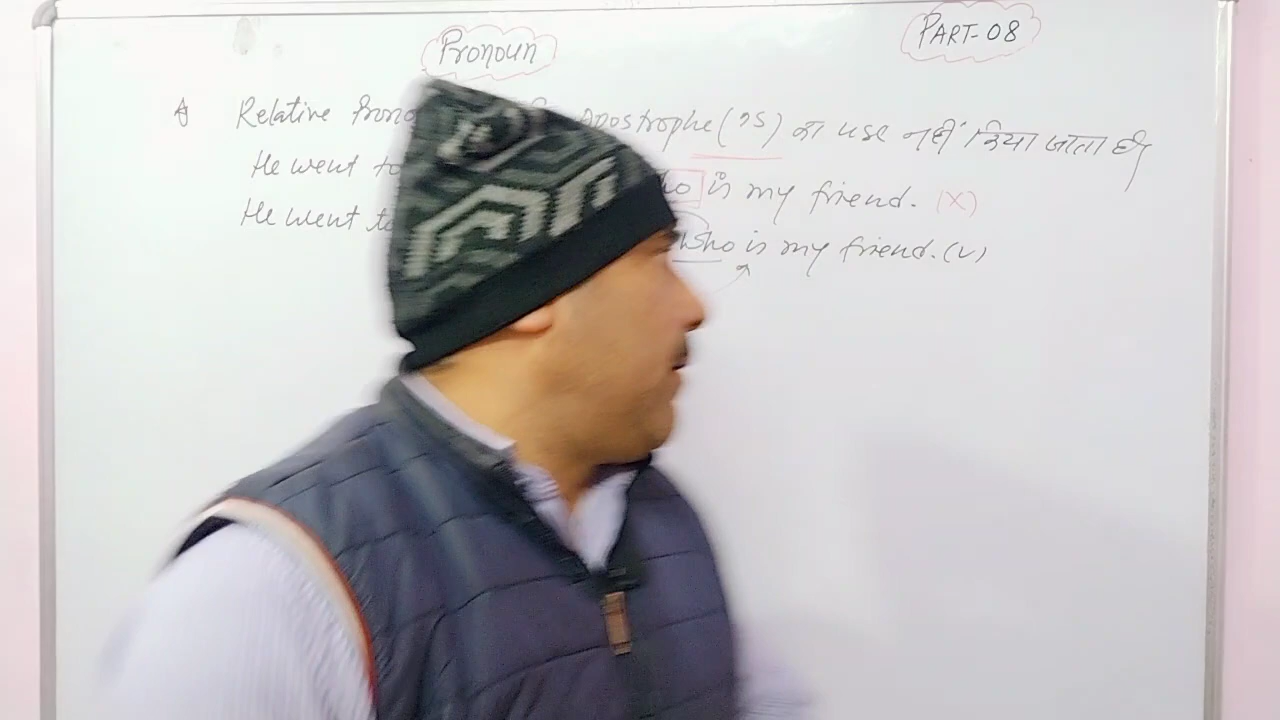 Pronoun
PART-08
Relative Apostrophe ('s) का use नहीं किया जाता है
He went to is my friend. (X)
He went to who is my friend. (✓)